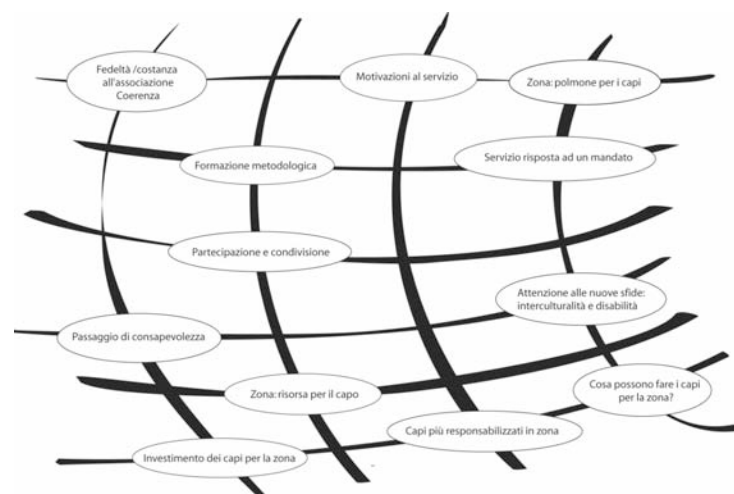 Fedeltà /costanza
all'associazione
Coerenza
Motivazioni al servizio
Zona: polmone per i capi
Formazione metodologica
Servizio risposta ad un mandato
Partecipazione e condivisione
Attenzione alle nuove sfide:
interculturalità e disabilità
Passaggio di consapevolezza
Zona: risorsa per il capo
Cosa possono fare i capi
per la zona?
Capi più responsabilizzati in zona
Investimento dei capi per la zona